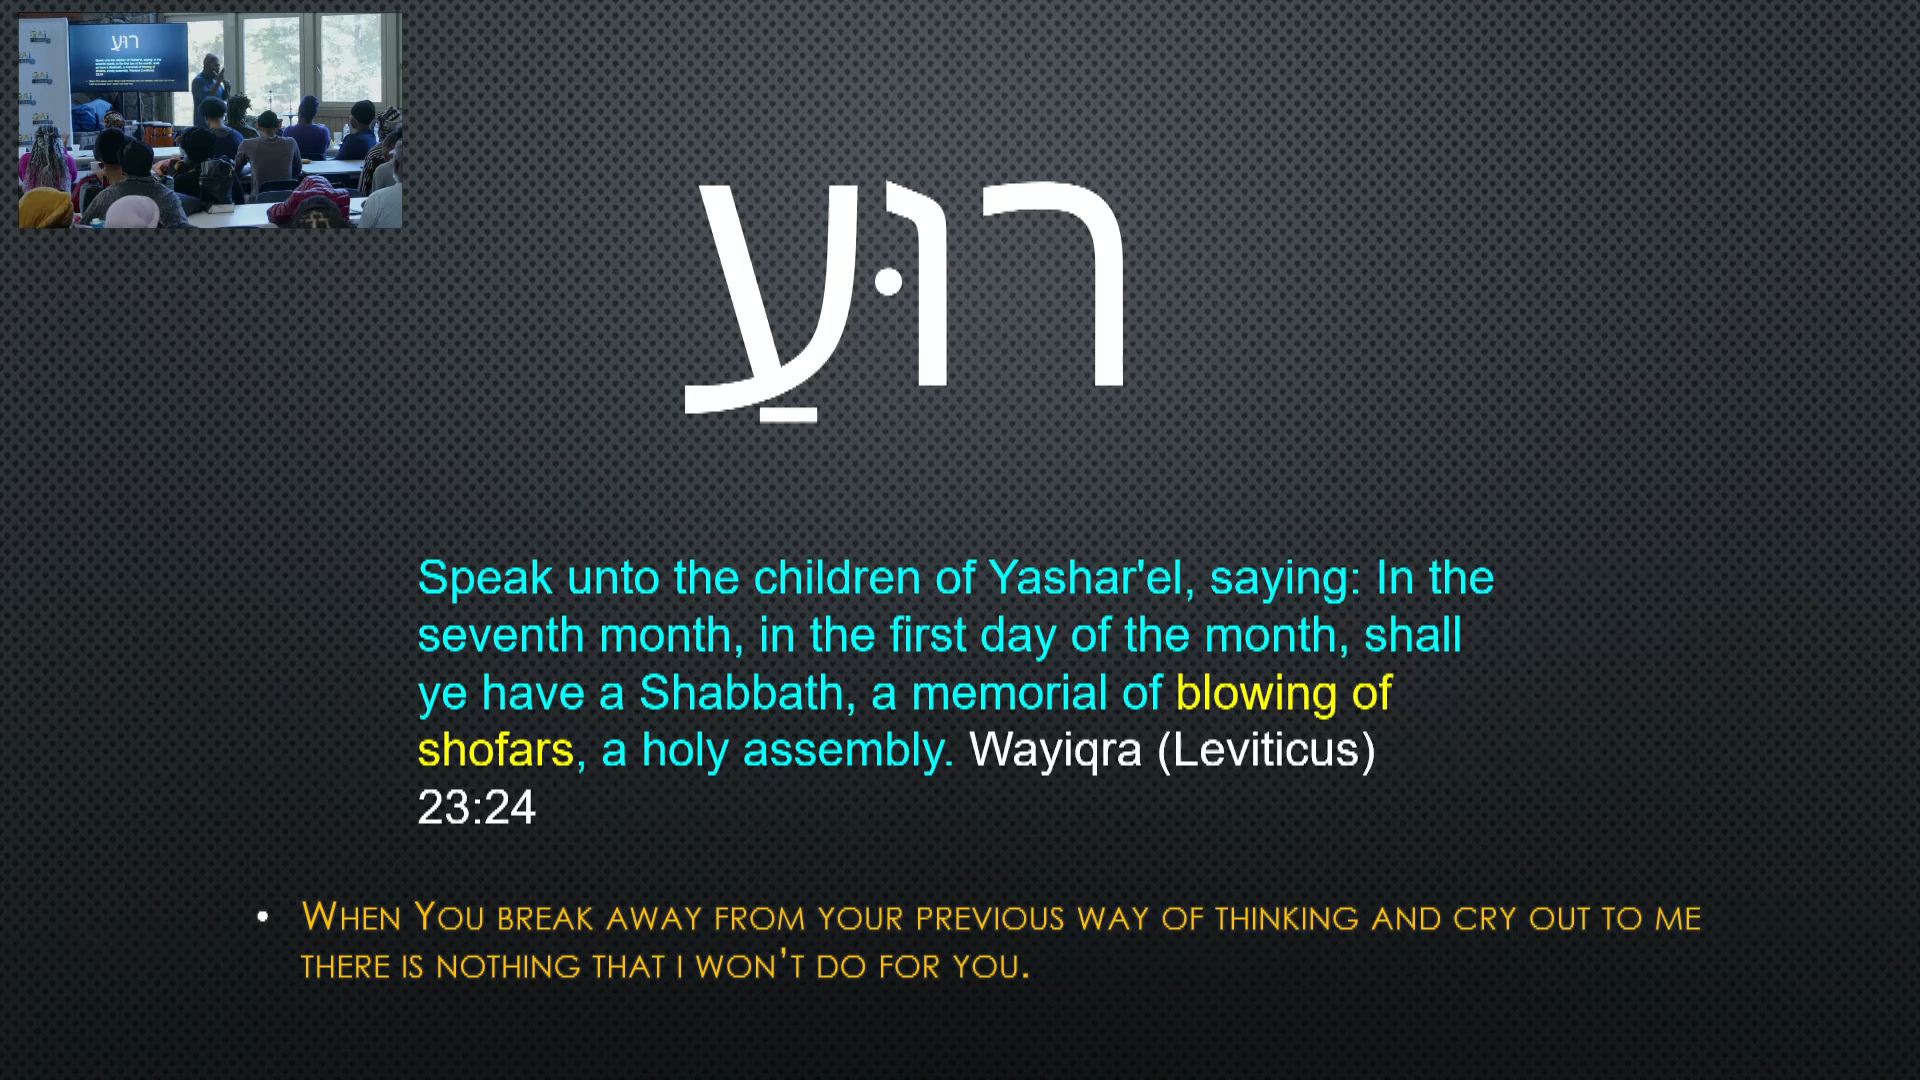 רוּעַ
Speak unto the children of Yashar'el, saying: In the
seventh month, in the first day of the month, shall
ye have a Shabbath, a memorial of blowing of
shofars, a holy assembly. Wayiqra (Leviticus)
23:24
• When You break away from your previous way of thinking and cry out to me
there is nothing that i won’t do for you.